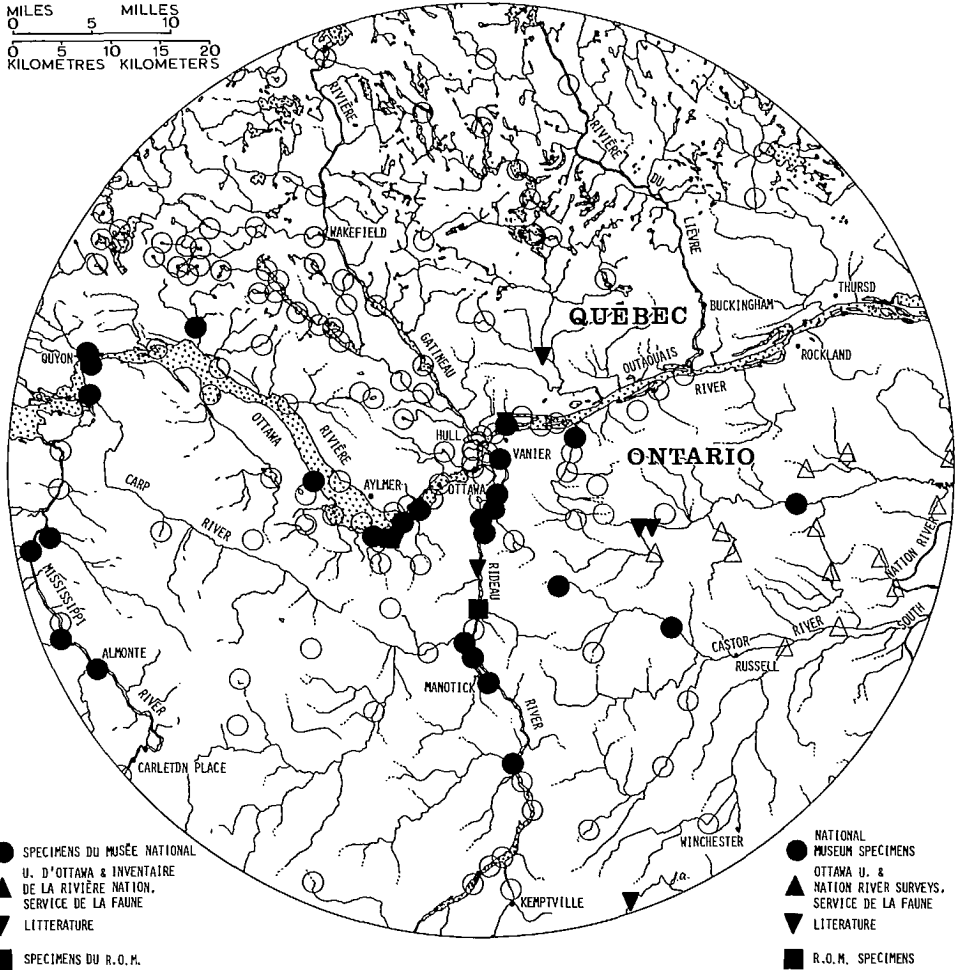 MILES MILLES
0 5 10
0 5 10 15 20
KILOMÈTRES KILOMETERS
RIVIÈRE
RIVIÈRE
DU
LIÈVRE
WAKEFIELD
THURSD
BUCKINGHAM
QUÉBEC
ROCKLAND
QUYON
GATINEAU
OUTAOUAIS
RIVER
OTTAWA
RIVIÈRE
HULL
VANIER
ONTARIO
CARP
RIVER
AYLMER
OTTAWA
NATION RIVER
RIDEAU
MISSISSIPPI
SOUTH
CASTOR RIVER
RUSSELL
ALMONTE
RIVER
MANOTICK
RIVER
CARLETON PLACE
WINCHESTER
J.a.
KEMPTVILLE
SPECIMENS DU MUSÉE NATIONAL
U. D'OTTAWA & INVENTAIRE
DE LA RIVIÈRE NATION,
SERVICE DE LA FAUNE
LITTERATURE
SPECIMENS DU R.O.M.
NATIONAL
MUSEUM SPECIMENS
OTTAWA U. &
NATION RIVER SURVEYS,
SERVICE DE LA FAUNE
LITERATURE
R.O.M. SPECIMENS